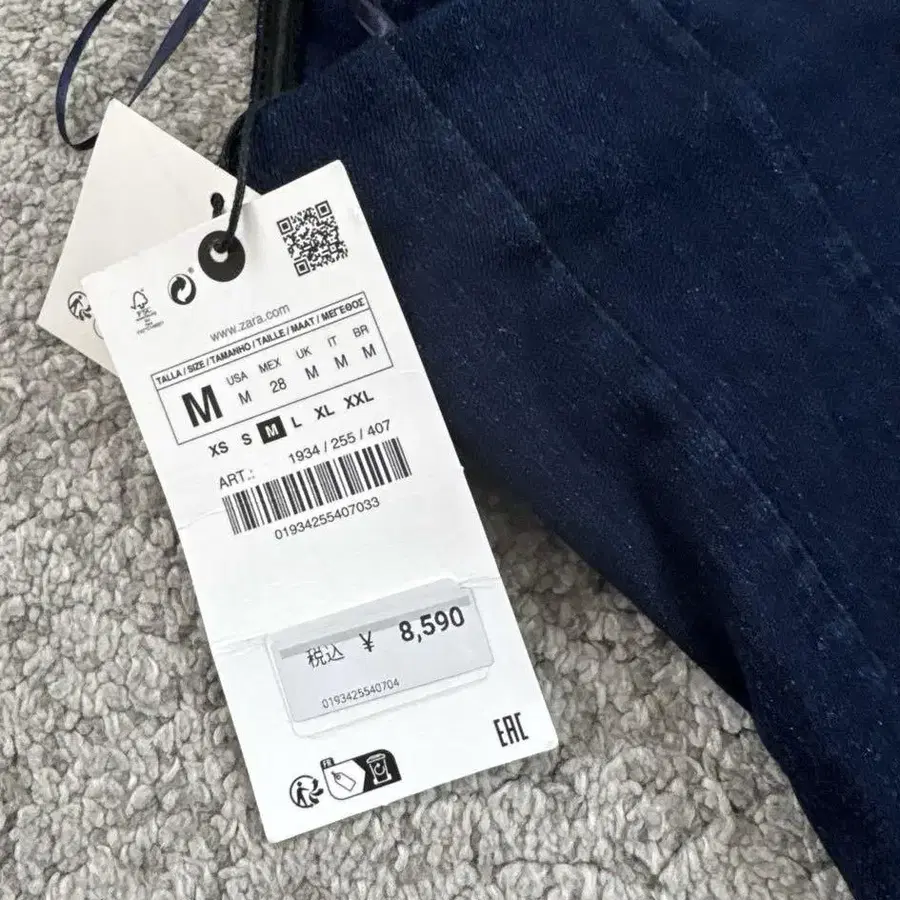 www.zara.com
TALLA / SIZE / TAMANHO / TAILLE / MAAT / ΜΕΓΕΘΟΣ
M
USA MEX UK IT BR
M 28 M M M
XS S M L XL XXL
ART.: 1934 / 255 / 407
01934255407033
税込 ¥ 8,590
0193425540704
FR
EAC